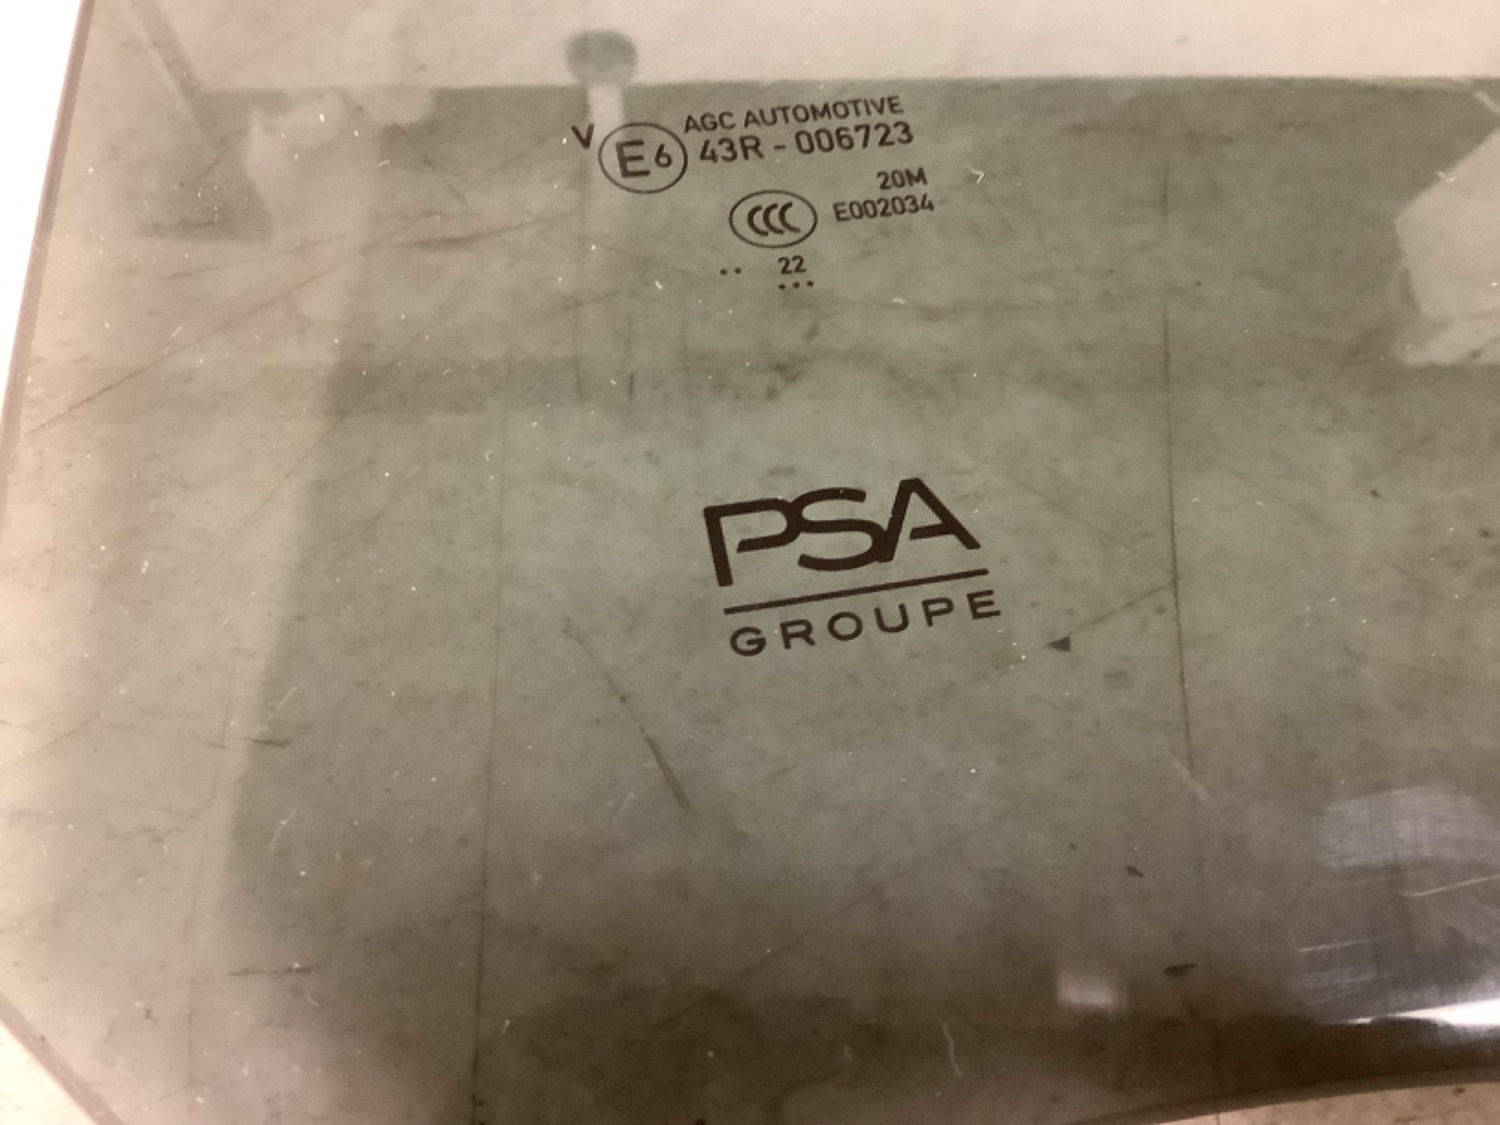 AGC AUTOMOTIVE
V E6 43R - 006723
20M
CCC E002034
.. 22
...
PSA
GROUPE